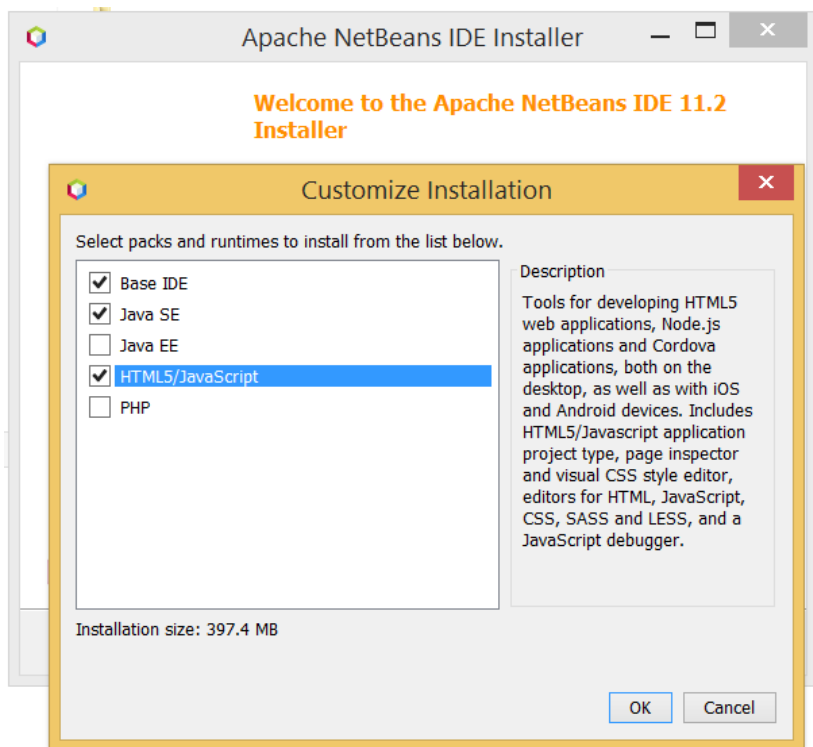 Apache NetBeans IDE Installer
Welcome to the Apache NetBeans IDE 11.2
Installer
Customize Installation
Select packs and runtimes to install from the list below.
Base IDE
Java SE
Java EE
HTML5/JavaScript
PHP
Description
Tools for developing HTML5
web applications, Node.js
applications and Cordova
applications, both on the
desktop, as well as with iOS
and Android devices. Includes
HTML5/Javascript application
project type, page inspector
and visual CSS style editor,
editors for HTML, JavaScript,
CSS, SASS and LESS, and a
JavaScript debugger.
Installation size: 397.4 MB
OK
Cancel